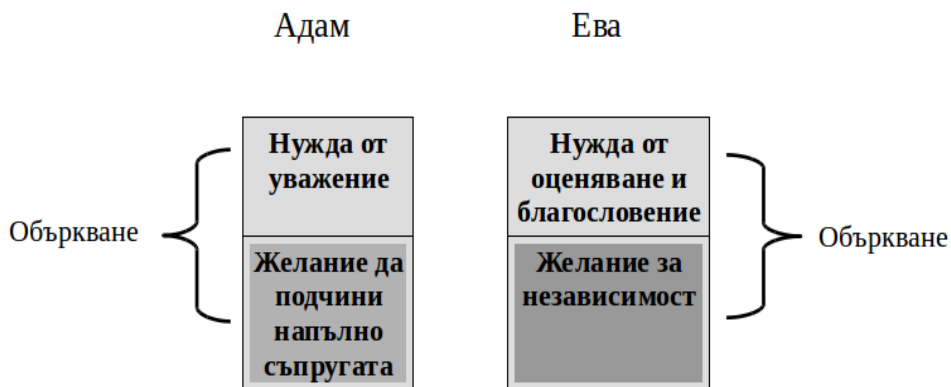 Адам
Ева
Нужда от
уважение
Нужда от
оценяване и
благословение
Объркване
Желание да
подчини
напълно
съпругата
Желание за
независимост
Объркване